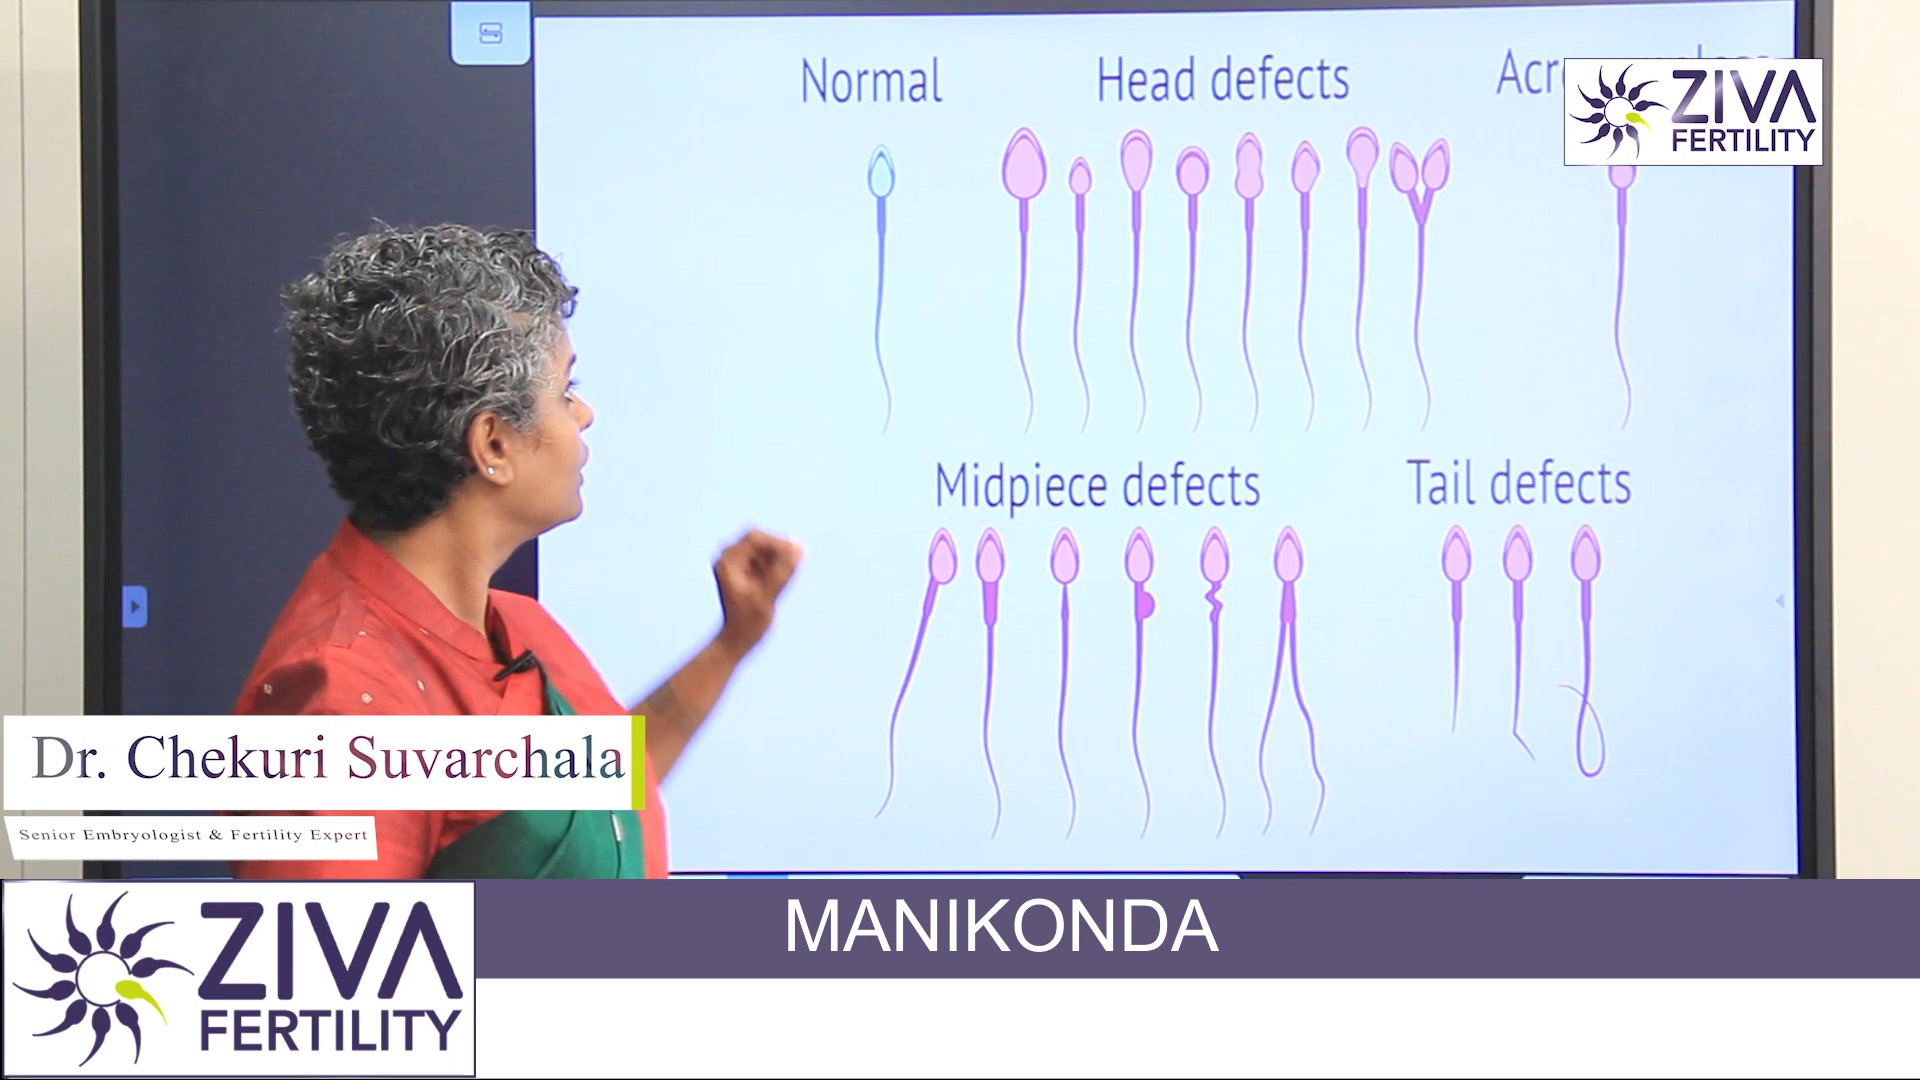 Normal
Head defects
ZIVA
FERTILITY
Midpiece defects
Tail defects
Dr. Chekuri Suvarchala
Senior Embryologist & Fertility Expert
ZIVA
FERTILITY
MANIKONDA